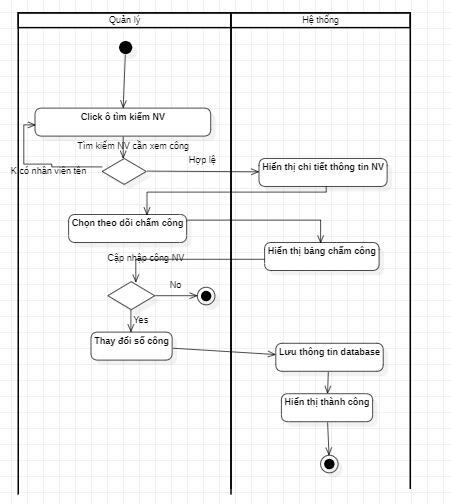 Quản lý
Hệ thống
Click ô tìm kiếm NV
Tìm kiếm NV cần xem công
Hợp lệ
K có nhân viên tên
Hiển thị chi tiết thông tin NV
Chọn theo dõi chấm công
Hiển thị bảng chấm công
Cập nhập công NV
No
Yes
Thay đổi số công
Lưu thông tin database
Hiển thị thành công